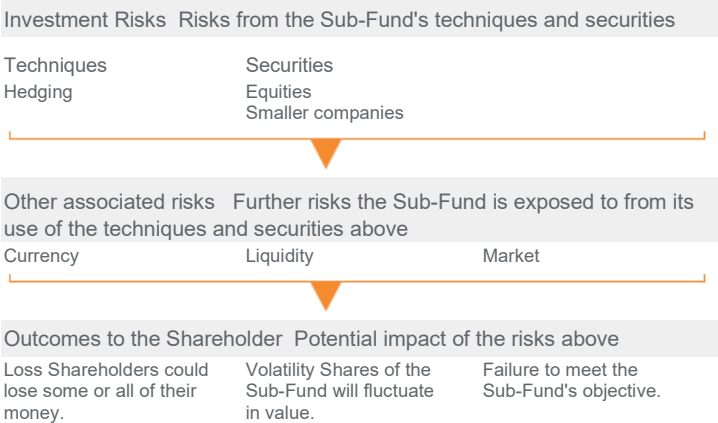 Investment Risks Risks from the Sub-Fund's techniques and securities
Techniques Securities
Hedging Equities
Smaller companies
Other associated risks Further risks the Sub-Fund is exposed to from its
use of the techniques and securities above
Currency Liquidity Market
Outcomes to the Shareholder Potential impact of the risks above
Loss Shareholders could
lose some or all of their
money.
Volatility Shares of the
Sub-Fund will fluctuate
in value.
Failure to meet the
Sub-Fund's objective.